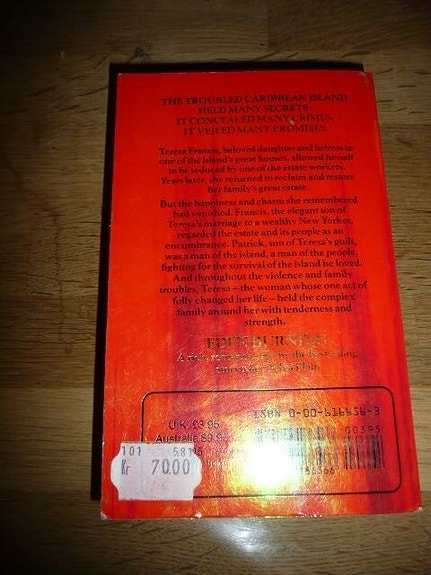 THE TROUBLED CARIBBEAN ISLAND
HELD MANY SECRETS.
IT CONCEALED MANY CRIMES.
IT VEILED MANY PROMISES.
Teresa Francis, beloved daughter and heiress to
one of the island's great houses, allowed herself
to be seduced by one of the estate workers.
Years later, she returned to reclaim and restore
her family's great estate.
But the happiness and charm she remembered
had vanished. Francis, the elegant son of
Teresa's marriage to a wealthy New Yorker,
regarded the estate and its people as an
encumbrance. Patrick, son of Teresa's guilt,
was a man of the island, a man of the people,
fighting for the survival of the island he loved.
And throughout the violence and family
troubles, Teresa – the woman whose one act of
folly changed her life – held the complex
family around her with tenderness and
strength.
EDEN BURNING
A rich, romantic
Plain
ISBN 0-00-616656-3
U.K. £3.95
00395
Australia
101
Kr 7000